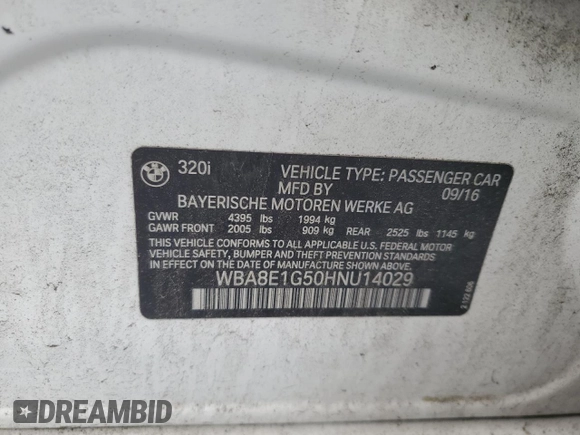 BMW
320i VEHICLE TYPE: PASSENGER CAR
MFD BY 09/16
BAYERISCHE MOTOREN WERKE AG
GVWR 4395 lbs 1994 kg
GAWR FRONT 2005 lbs 909 kg REAR 2525 lbs 1145 kg
THIS VEHICLE CONFORMS TO ALL APPLICABLE U.S. FEDERAL MOTOR
VEHICLE SAFETY, BUMPER AND THEFT PREVENTION STANDARDS
IN EFFECT ON THE DATE OF MANUFACTURE SHOWN ABOVE.
WBA8E1G50HNU14029
DREAMBID